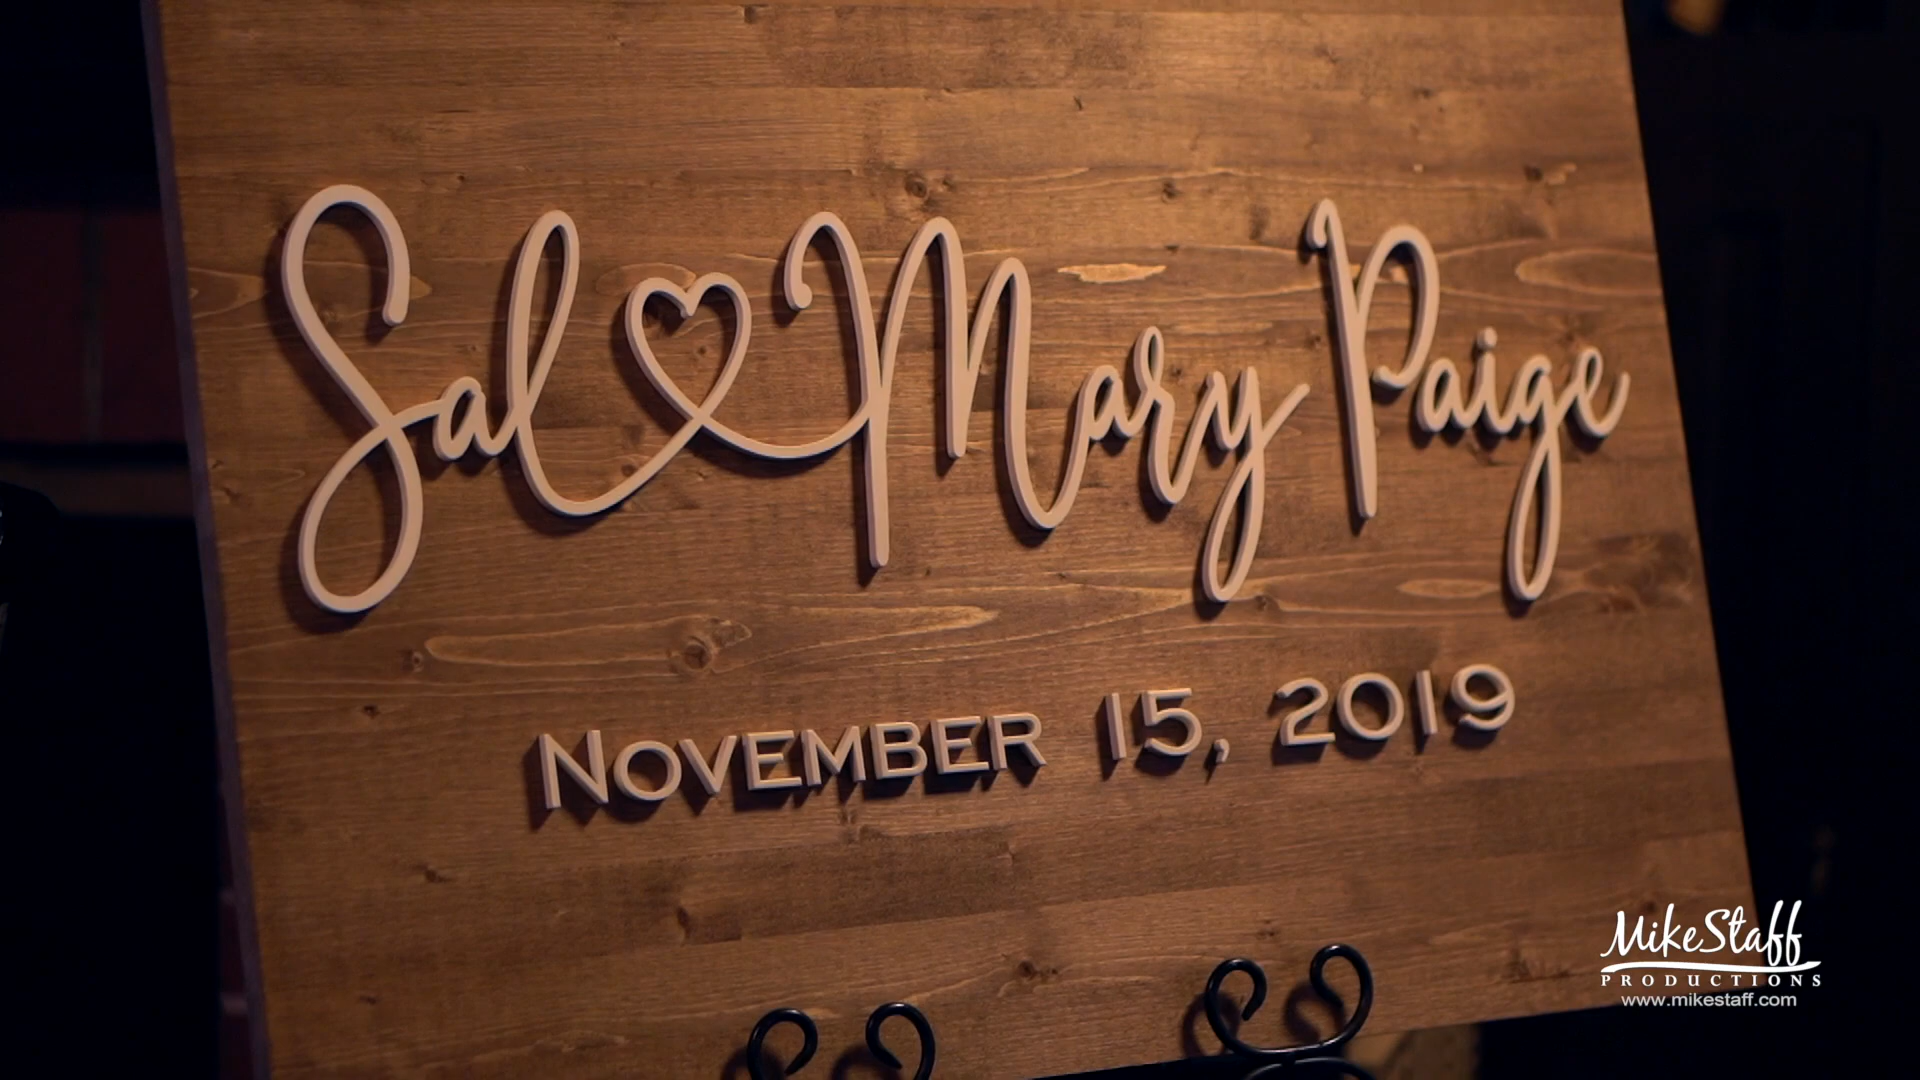 Sal Mary Paige
November 15, 2019
MikeStaff
PRODUCTIONS
www.mikestaff.com